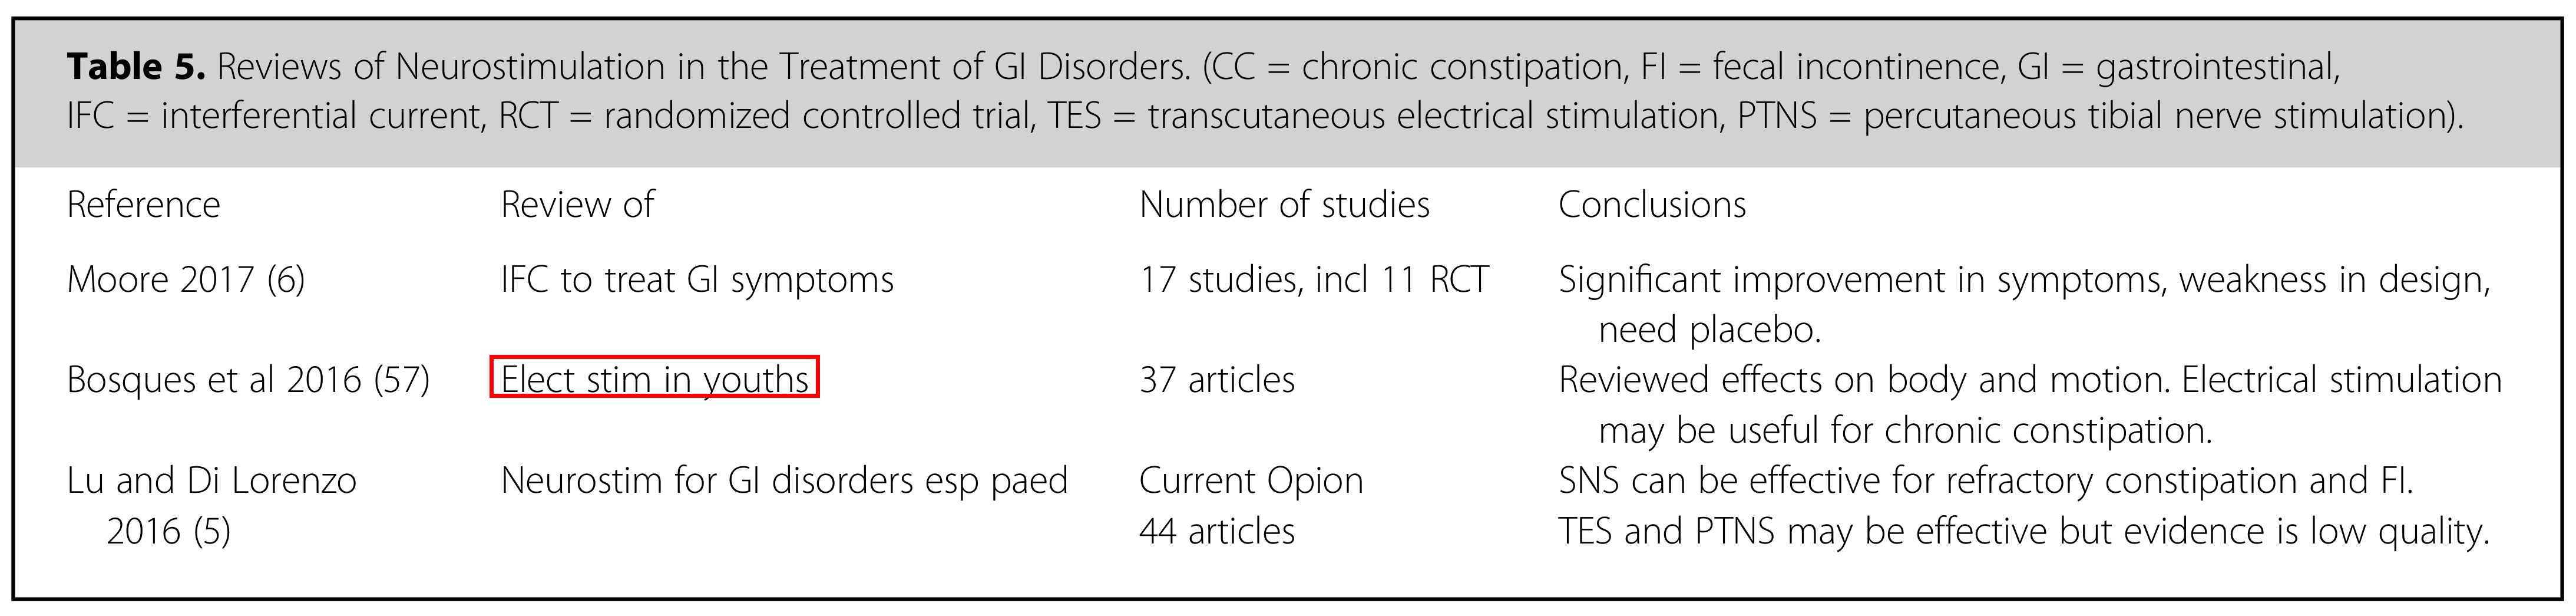 Table 5. Reviews of Neurostimulation in the Treatment of GI Disorders. (CC = chronic constipation, FI = fecal incontinence, GI = gastrointestinal,
IFC = interferential current, RCT = randomized controlled trial, TES = transcutaneous electrical stimulation, PTNS = percutaneous tibial nerve stimulation).
Reference Review of Number of studies Conclusions
Moore 2017 (6) IFC to treat GI symptoms 17 studies, incl 11 RCT Significant improvement in symptoms, weakness in design,
need placebo.
Bosques et al 2016 (57) Elect stim in youths 37 articles Reviewed effects on body and motion. Electrical stimulation
may be useful for chronic constipation.
Lu and Di Lorenzo Neurostim for GI disorders esp paed Current Opion SNS can be effective for refractory constipation and FI.
2016 (5) 44 articles TES and PTNS may be effective but evidence is low quality.